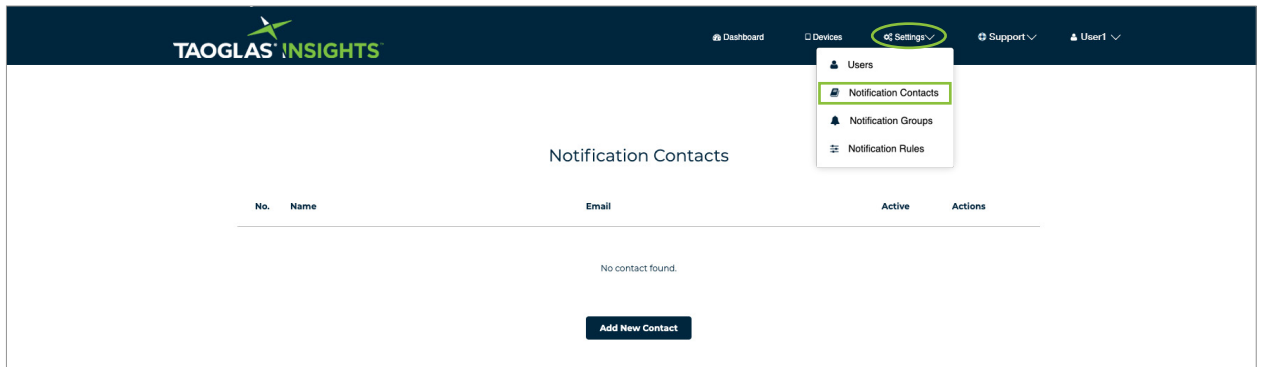 TAOGLAS INSIGHTS
Dashboard Devices Settings Support User1
Users
Notification Contacts
Notification Groups
Notification Rules
Notification Contacts
No. Name Email Active Actions
No contact found.
Add New Contact